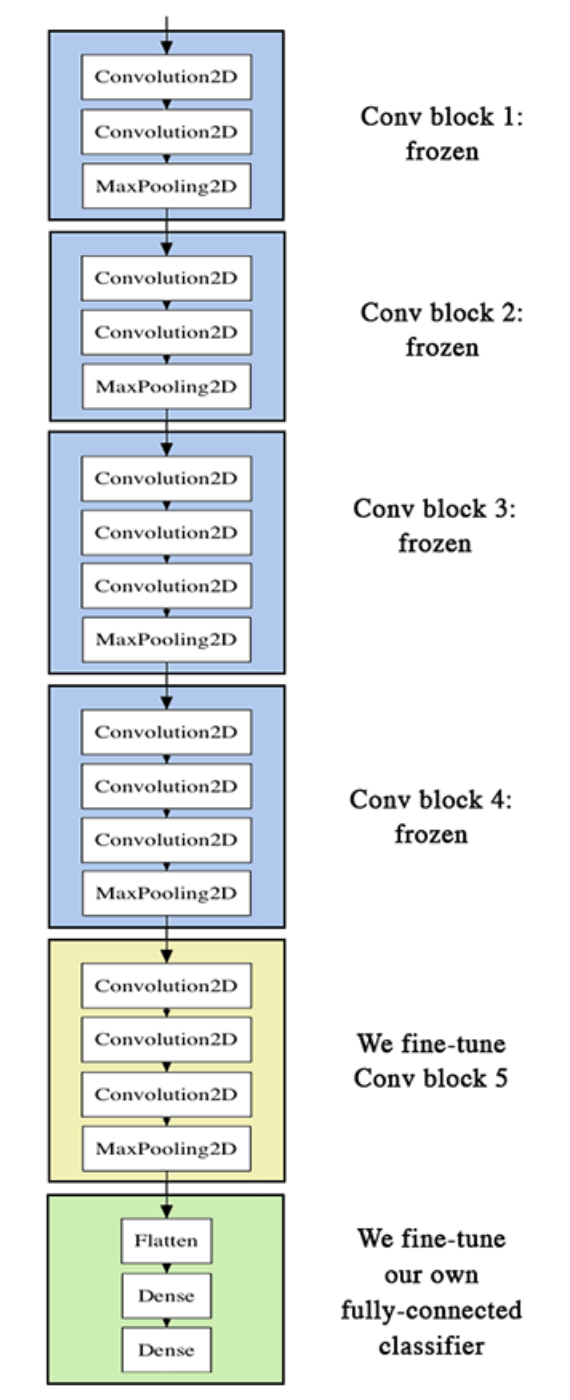 Convolution2D
Convolution2D
MaxPooling2D
Conv block 1:
frozen
Convolution2D
Convolution2D
MaxPooling2D
Conv block 2:
frozen
Convolution2D
Convolution2D
Convolution2D
MaxPooling2D
Conv block 3:
frozen
Convolution2D
Convolution2D
Convolution2D
MaxPooling2D
Conv block 4:
frozen
Convolution2D
Convolution2D
Convolution2D
MaxPooling2D
We fine-tune
Conv block 5
Flatten
Dense
Dense
We fine-tune
our own
fully-connected
classifier